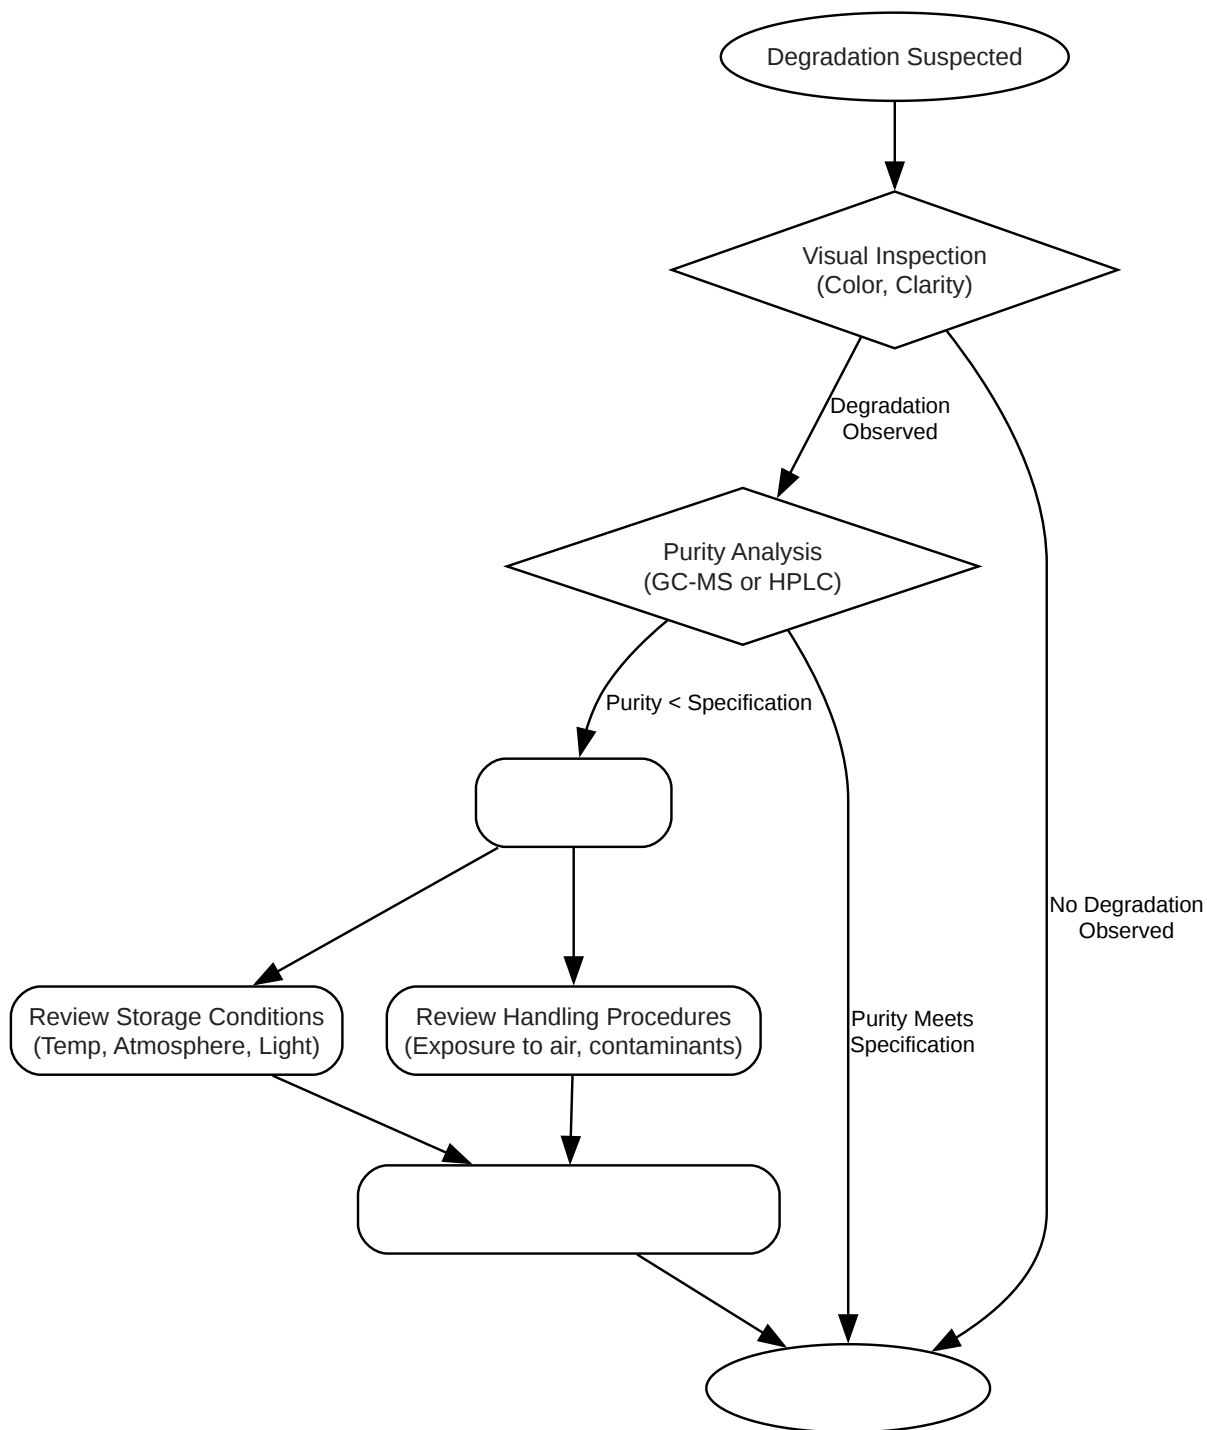 Degradation Suspected
Visual Inspection
(Color, Clarity)
Degradation
Observed
Purity Analysis
(GC-MS or HPLC)
Purity < Specification
No Degradation
Observed
Review Storage Conditions
(Temp, Atmosphere, Light)
Review Handling Procedures
(Exposure to air, contaminants)
Purity Meets
Specification